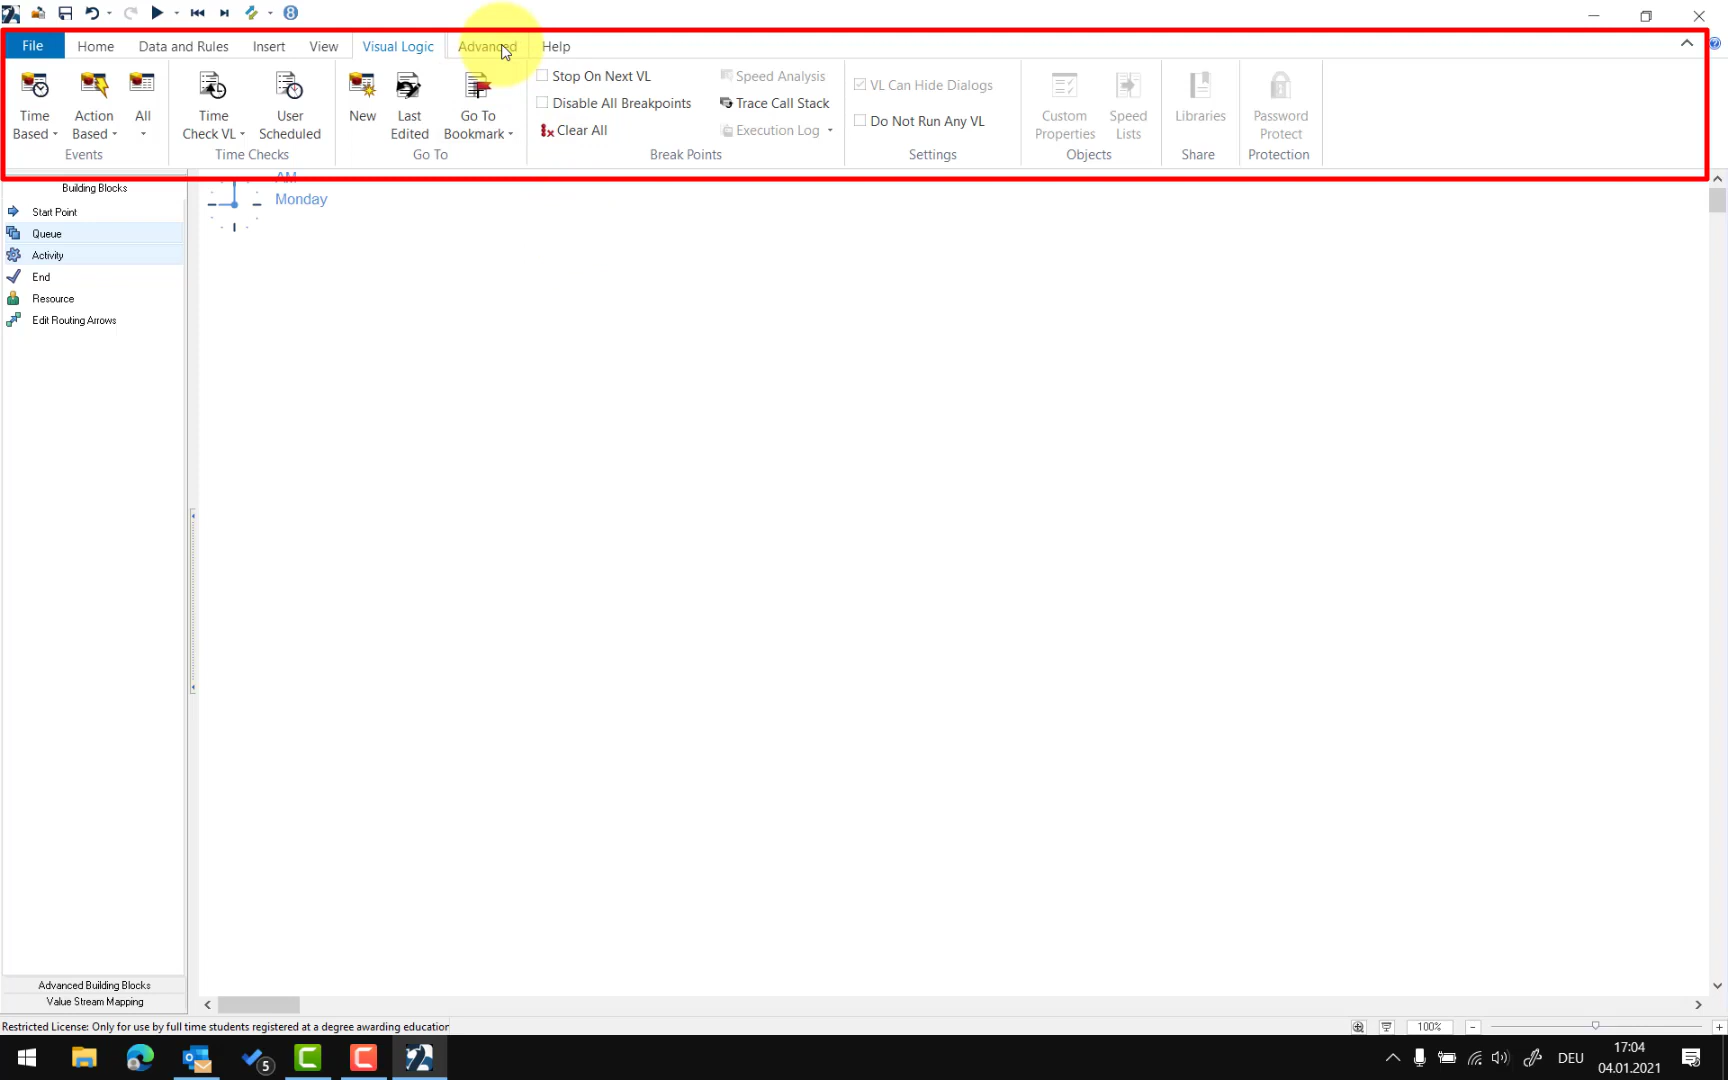 File Home Data and Rules Insert View Visual Logic Advanced Help
Time Based
Action Based
All
Events
Time Check VL
User Scheduled
Time Checks
New
Last Edited
Go To Bookmark
Go To
Stop On Next VL
Disable All Breakpoints
Clear All
Speed Analysis
Trace Call Stack
Execution Log
Break Points
VL Can Hide Dialogs
Do Not Run Any VL
Settings
Custom Properties
Speed Lists
Objects
Libraries
Share
Password Protect
Protection
Building Blocks
Start Point
Queue
Activity
End
Resource
Edit Routing Arrows
AM
Monday
Advanced Building Blocks
Value Stream Mapping
Restricted License: Only for use by full time students registered at a degree awarding education
100%
5
DEU
17:04
04.01.2021